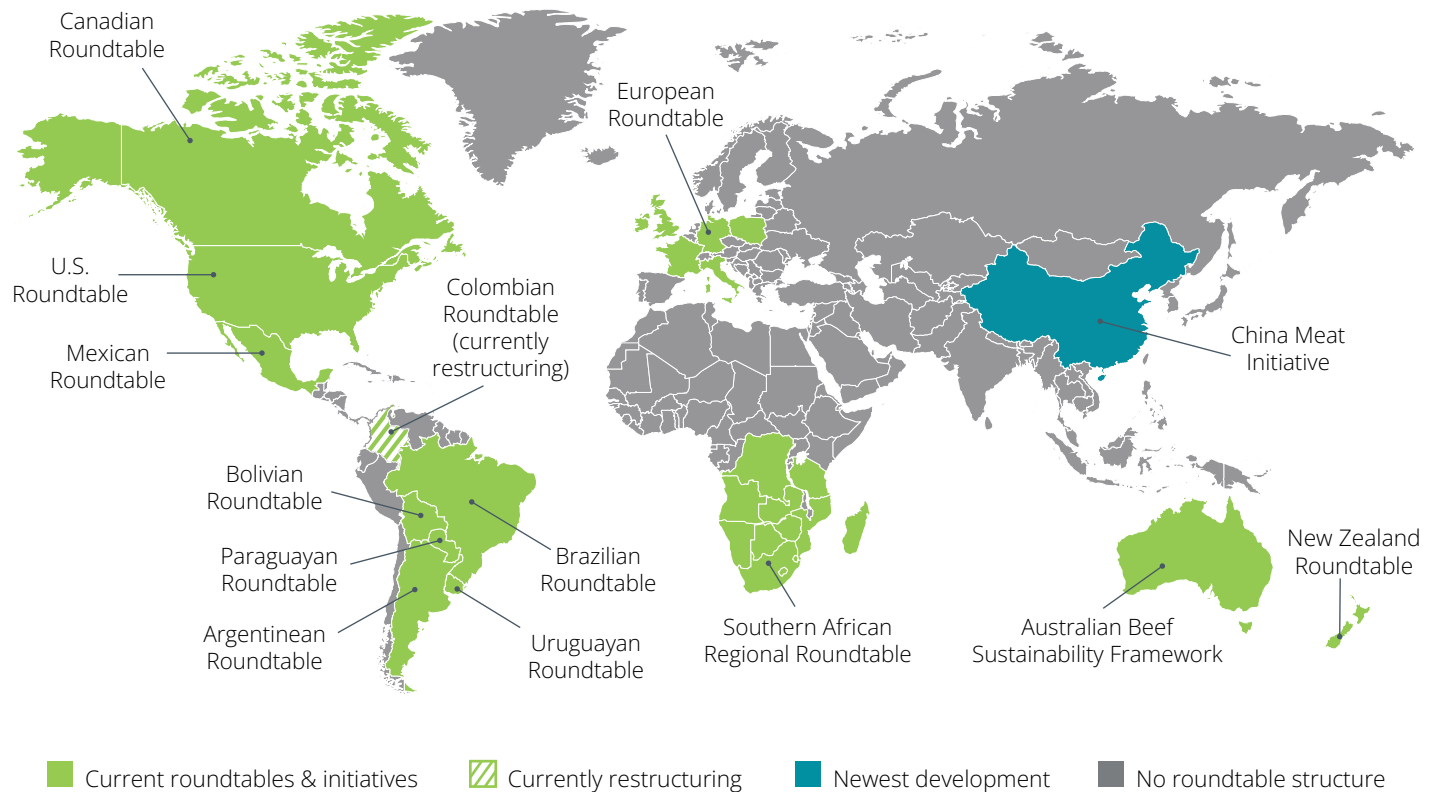 Canadian
Roundtable
European
Roundtable
U.S.
Roundtable
Colombian
Roundtable
(currently
restructuring)
Mexican
Roundtable
China Meat
Initiative
Bolivian
Roundtable
Paraguayan
Roundtable
Brazilian
Roundtable
New Zealand
Roundtable
Argentinean
Roundtable
Uruguayan
Roundtable
Southern African
Regional Roundtable
Australian Beef
Sustainability Framework
Current roundtables & initiatives
Currently restructuring
Newest development
No roundtable structure